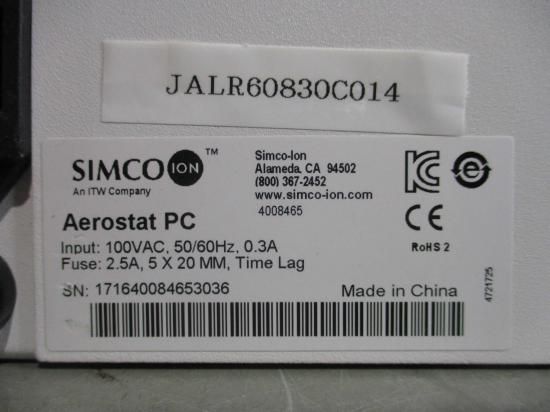 JALR60830C014
SIMCO ION ™
An ITW Company
Simco-Ion
Alameda, CA 94502
(800) 367-2452
www.simco-ion.com
4008465
Aerostat PC
Input: 100VAC, 50/60Hz, 0.3A
Fuse: 2.5A, 5 X 20 MM, Time Lag
SN: 171640084653036
Made in China
CE
RoHS 2
4721725